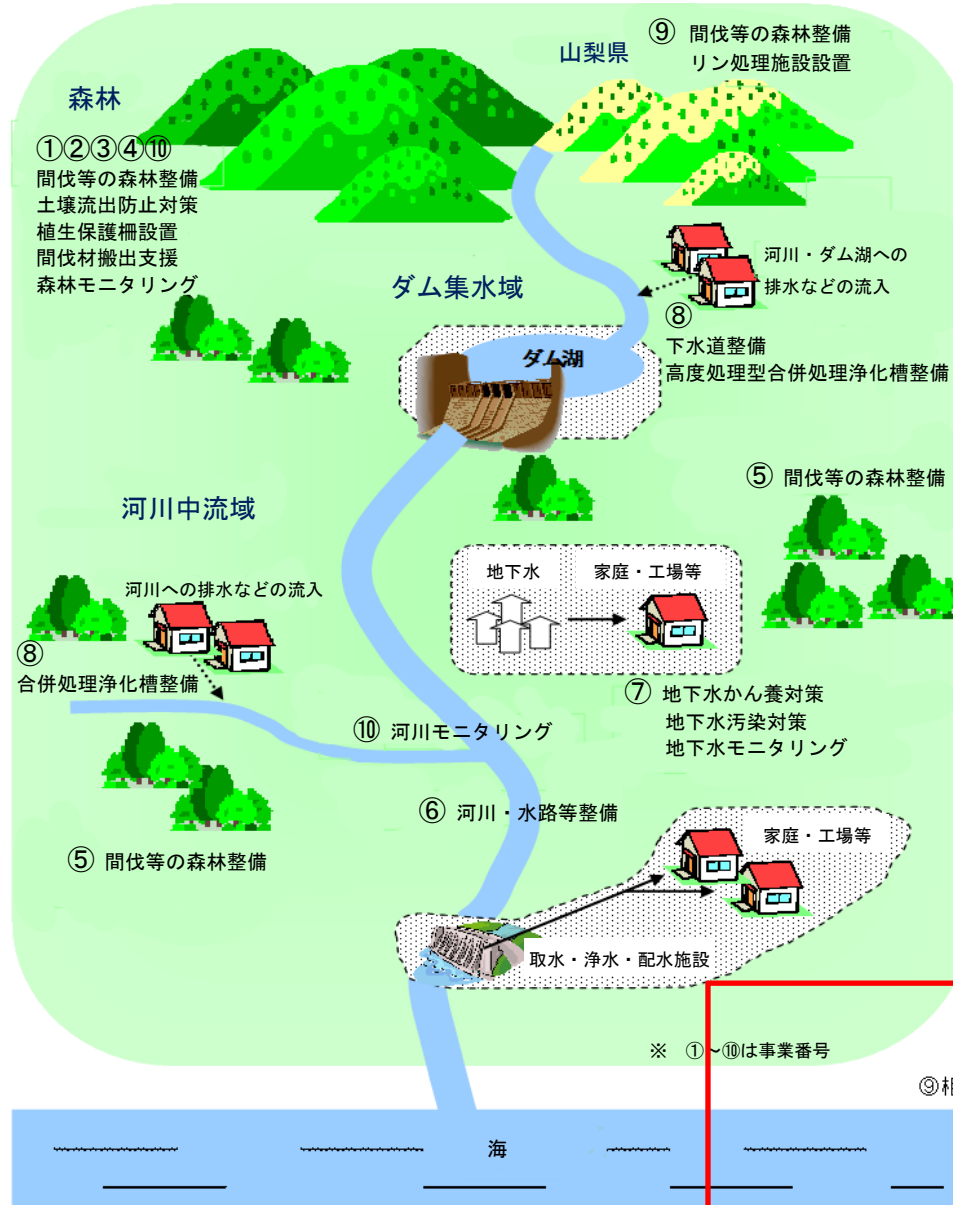 ⑨ 間伐等の森林整備
リン処理施設設置
山梨県
森林
①②③④⑩
間伐等の森林整備
土壌流出防止対策
植生保護柵設置
間伐材搬出支援
森林モニタリング
河川・ダム湖への
排水などの流入
ダム集水域
⑧
下水道整備
高度処理型合併処理浄化槽整備
ダム湖
⑤ 間伐等の森林整備
河川中流域
地下水
家庭・工場等
河川への排水などの流入
⑧
合併処理浄化槽整備
⑦ 地下水かん養対策
地下水汚染対策
地下水モニタリング
⑩ 河川モニタリング
⑥ 河川・水路等整備
家庭・工場等
⑤ 間伐等の森林整備
取水・浄水・配水施設
※ ①~⑩は事業番号
⑨相
海